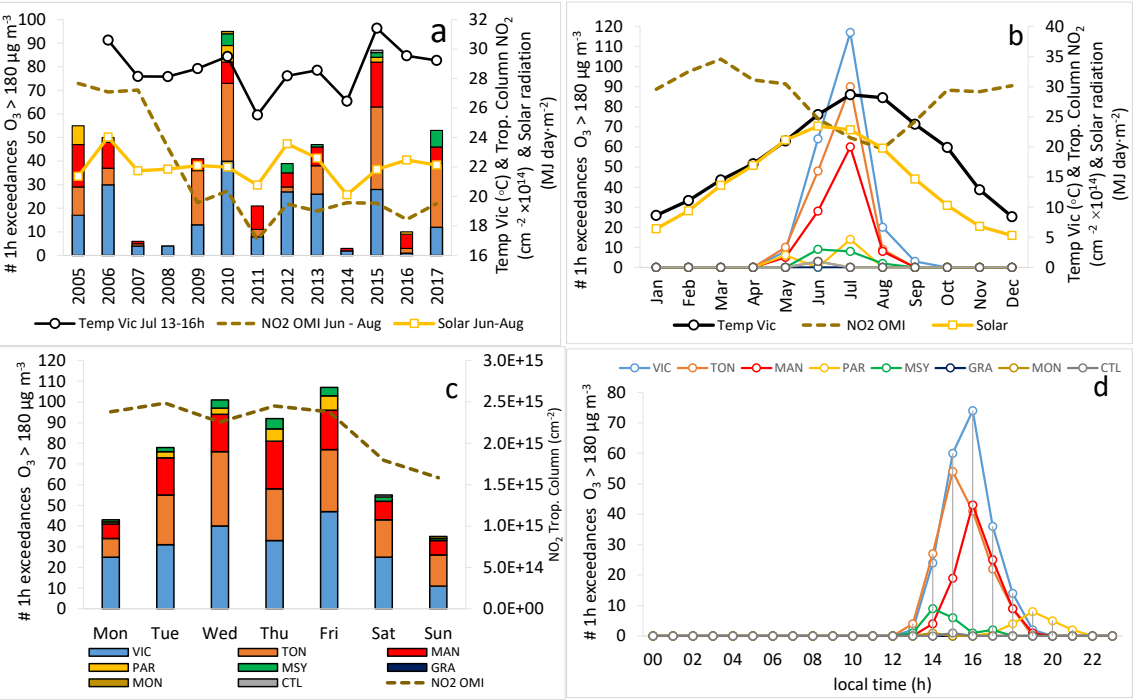 a
# 1h exceedances O3 > 180 µg m-3
100
90
80
70
60
50
40
30
20
10
0
32
30
28
26
24
22
20
18
16
Temp Vic (ºC) & Trop. Column NO2
(cm-2 ×10^14) & Solar radiation
(MJ day·m-2)
2005 2006 2007 2008 2009 2010 2011 2012 2013 2014 2015 2016 2017
Temp Vic Jul 13-16h NO2 OMI Jun - Aug Solar Jun-Aug
b
# 1h exceedances O3 > 180 µg m-3
120
110
100
90
80
70
60
50
40
30
20
10
0
40
35
30
25
20
15
10
5
0
Temp Vic (ºC) & Trop. Column NO2
(cm-2 ×10^14) & Solar radiation
(MJ day·m-2)
Jan Feb Mar Apr May Jun Jul Aug Sep Oct Nov Dec
Temp Vic NO2 OMI Solar
c
# 1h exceedances O3 > 180 µg m-3
120
110
100
90
80
70
60
50
40
30
20
10
0
3.0E+15
2.5E+15
2.0E+15
1.5E+15
1.0E+15
5.0E+14
0.0E+00
NO2 Trop. Column (cm-2)
Mon Tue Wed Thu Fri Sat Sun
VIC TON MAN
PAR MSY GRA
MON CTL NO2 OMI
VIC TON MAN PAR MSY GRA MON CTL
d
# 1h exceedances O3 > 180 µg m-3
80
70
60
50
40
30
20
10
0
00 02 04 06 08 10 12 14 16 18 20 22
local time (h)